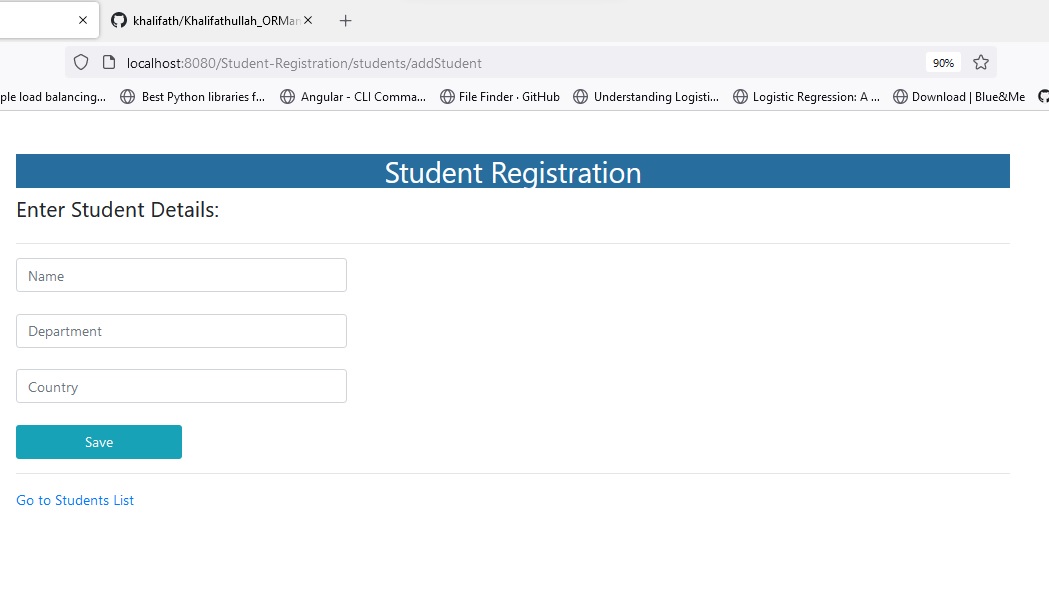 khalifath/Khalifathullah_ORMan
localhost:8080/Student-Registration/students/addStudent 90%
ple load balancing... Best Python libraries f... Angular - CLI Comma... File Finder · GitHub Understanding Logisti... Logistic Regression: A ... Download | Blue&Me
Student Registration
Enter Student Details:
Name
Department
Country
Save
Go to Students List